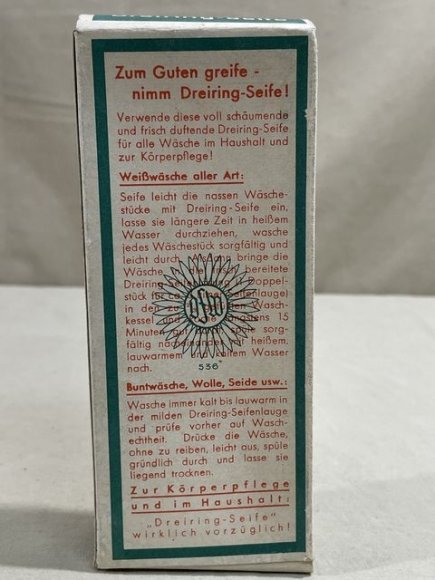 Zum Guten greife -
nimm Dreiring-Seife!
Verwende diese voll schäumende
und frisch duftende Dreiring-Seife
für alle Wäsche im Haushalt und
zur Körperpflege!
Weißwäsche aller Art:
Seife leicht die nassen Wäsche-
stücke mit Dreiring-Seife ein,
lasse sie längere Zeit in heißem
Wasser durchziehen, wasche
jedes Wäschestück sorgfältig und
leicht durch. bringe die
Wäsche bereitete
Dreiring- Doppel-
stück für Seifenlauge)
in den Wasch-
kessel und 15
Minuten sorg-
fältig heißem,
lauwarmem und kaltem Wasser
nach.
536
Buntwäsche, Wolle, Seide usw.:
Wasche immer kalt bis lauwarm in
der milden Dreiring-Seifenlauge
und prüfe vorher auf Wasch-
echtheit. Drücke die Wäsche,
ohne zu reiben, leicht aus, spüle
gründlich durch und lasse sie
liegend trocknen.
Zur Körperpflege
und im Haushalt:
„Dreiring-Seife"
wirklich vorzüglich!